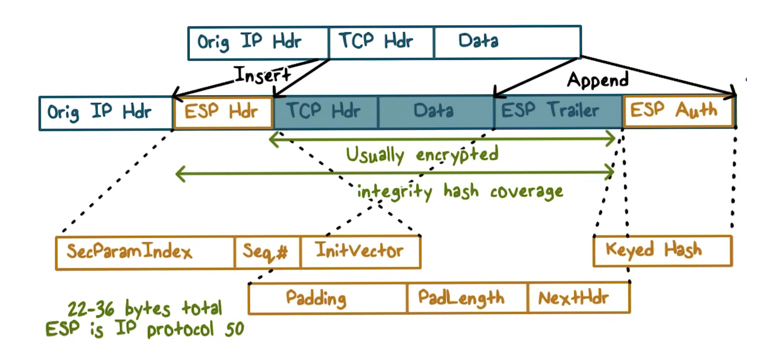 Orig IP Hdr TCP Hdr Data
Insert
Append
Orig IP Hdr ESP Hdr TCP Hdr Data ESP Trailer ESP Auth
Usually encrypted
integrity hash coverage
SecParamIndex Seq# InitVector
Keyed Hash
Padding PadLength NextHdr
22-36 bytes total
ESP is IP protocol 50